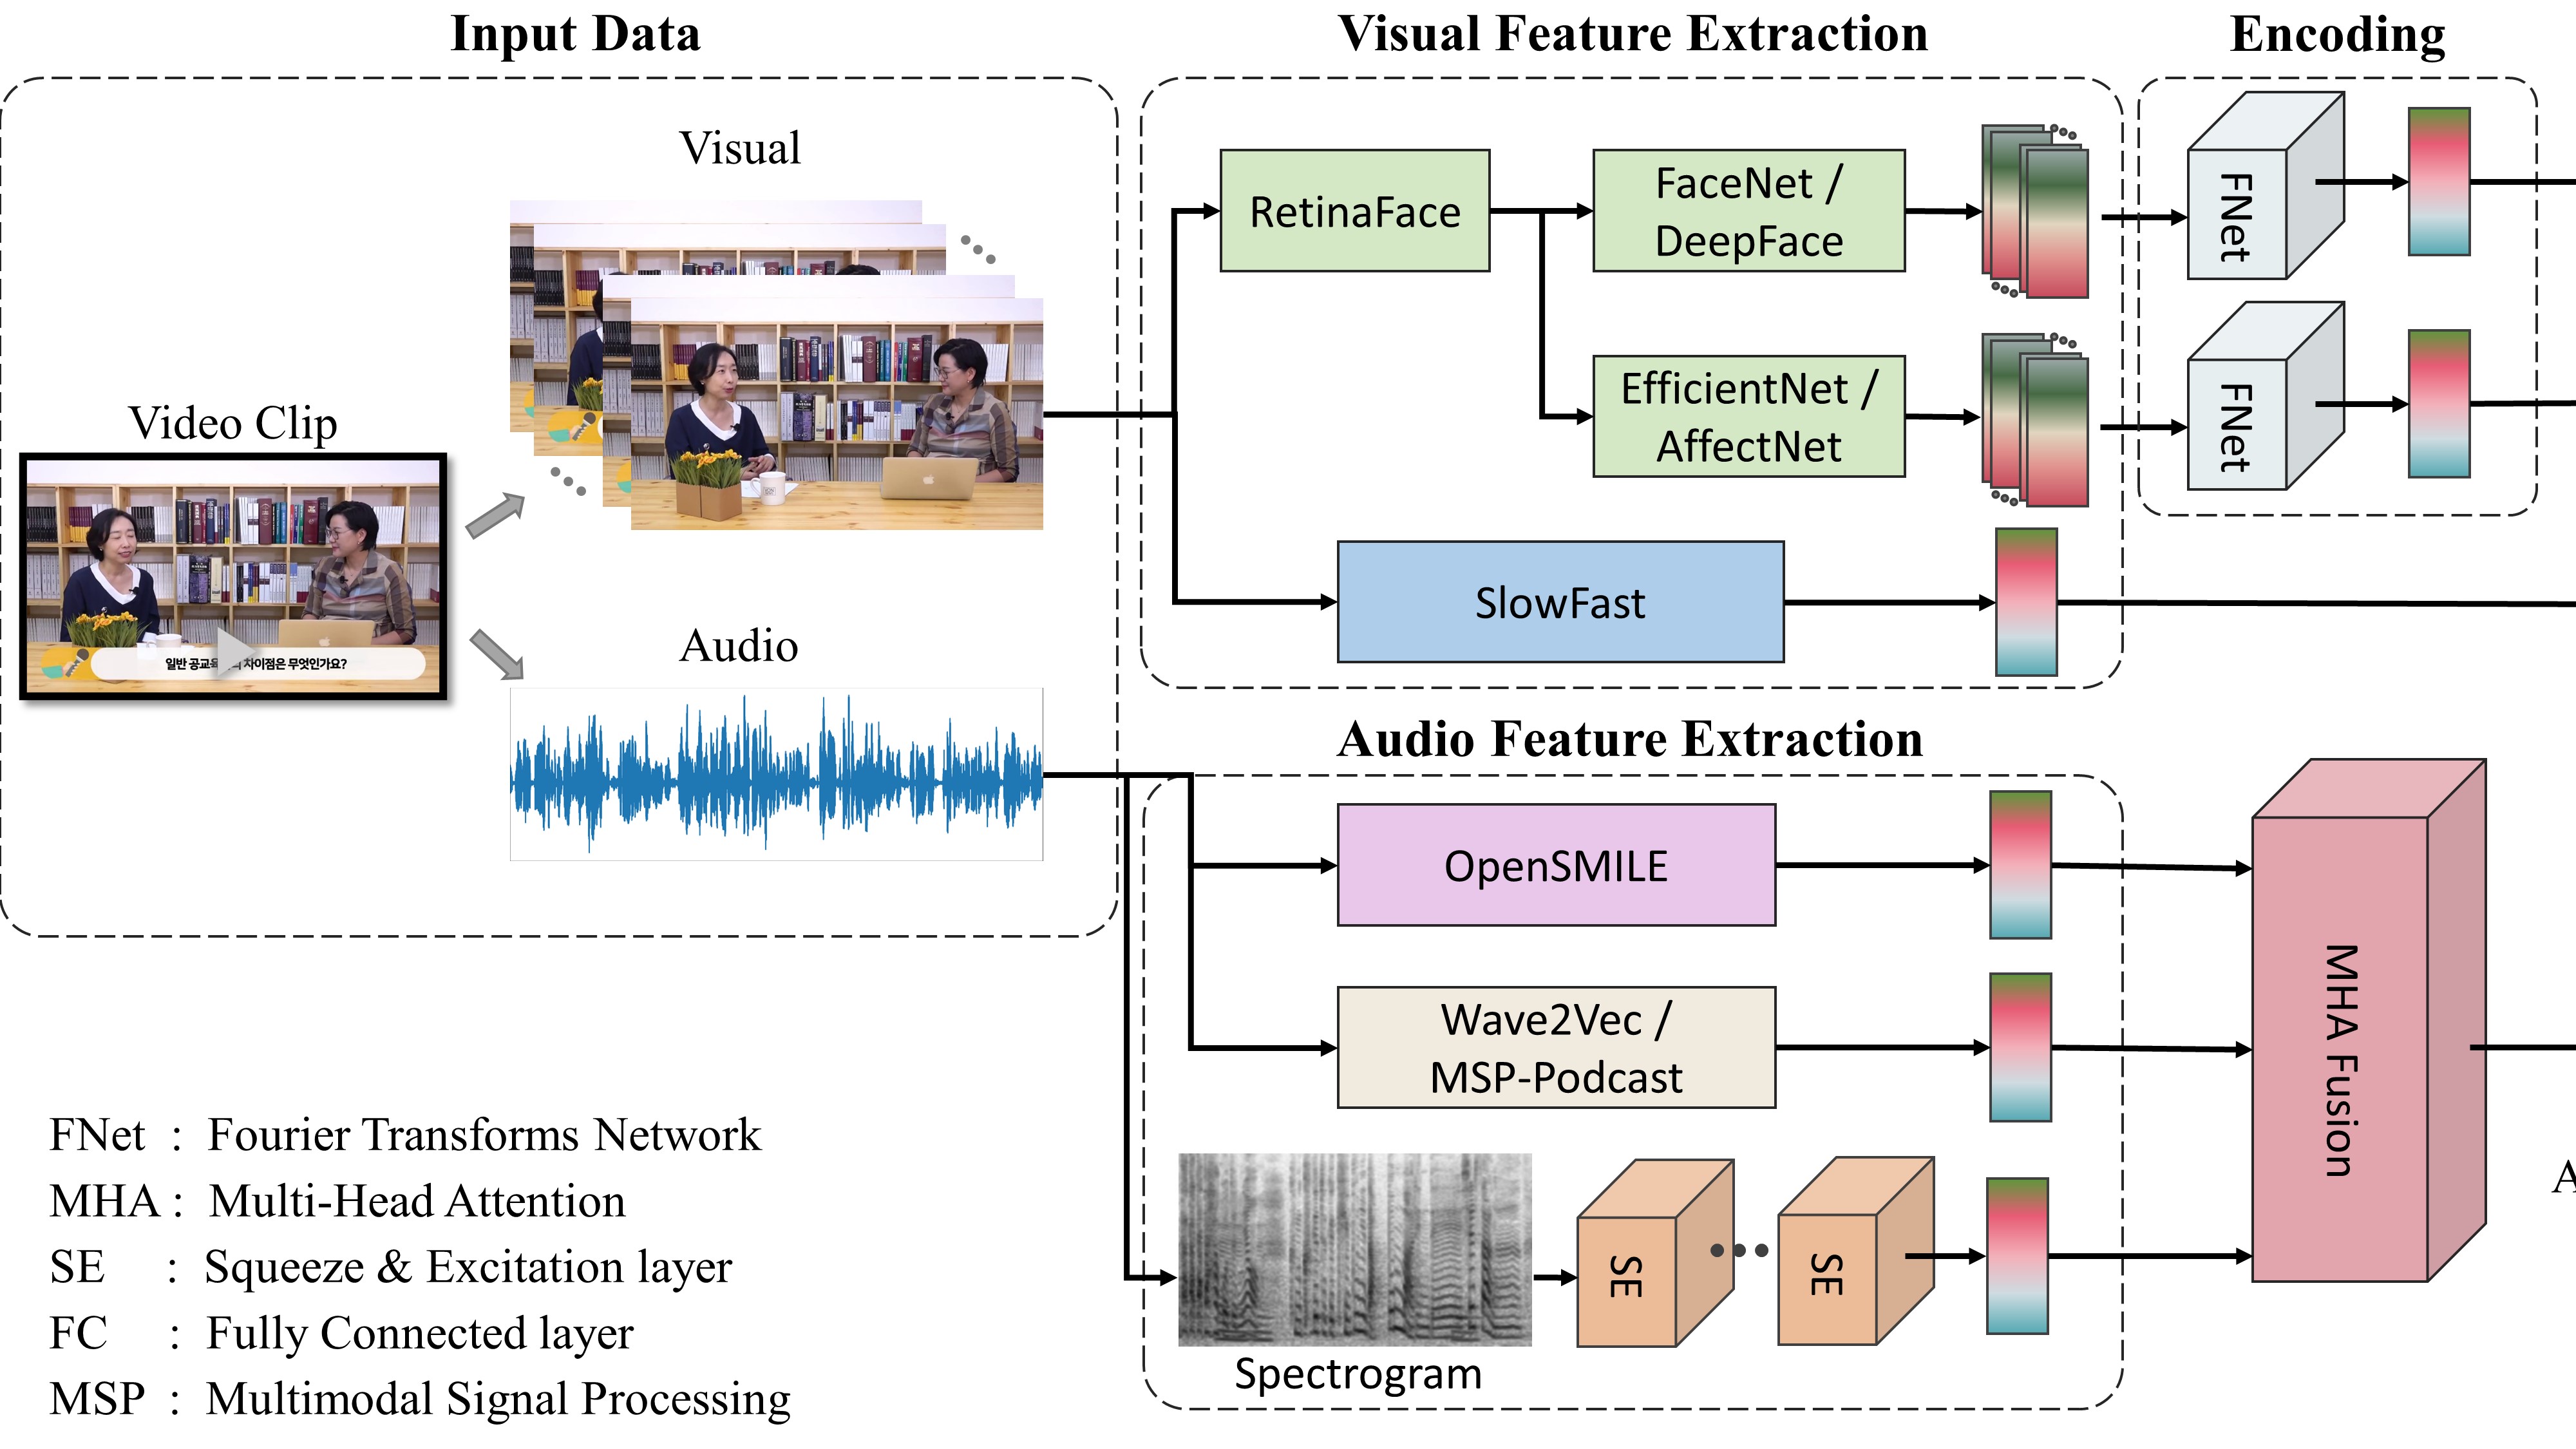 Input Data
Visual Feature Extraction
Encoding
Visual
Video Clip
일반 공교육 차이점은 무엇인가요?
Audio
RetinaFace
FaceNet /
DeepFace
EfficientNet /
AffectNet
SlowFast
FNet
FNet
Audio Feature Extraction
OpenSMILE
Wave2Vec /
MSP-Podcast
Spectrogram
SE
SE
MHA Fusion
A
FNet : Fourier Transforms Network
MHA : Multi-Head Attention
SE : Squeeze & Excitation layer
FC : Fully Connected layer
MSP : Multimodal Signal Processing